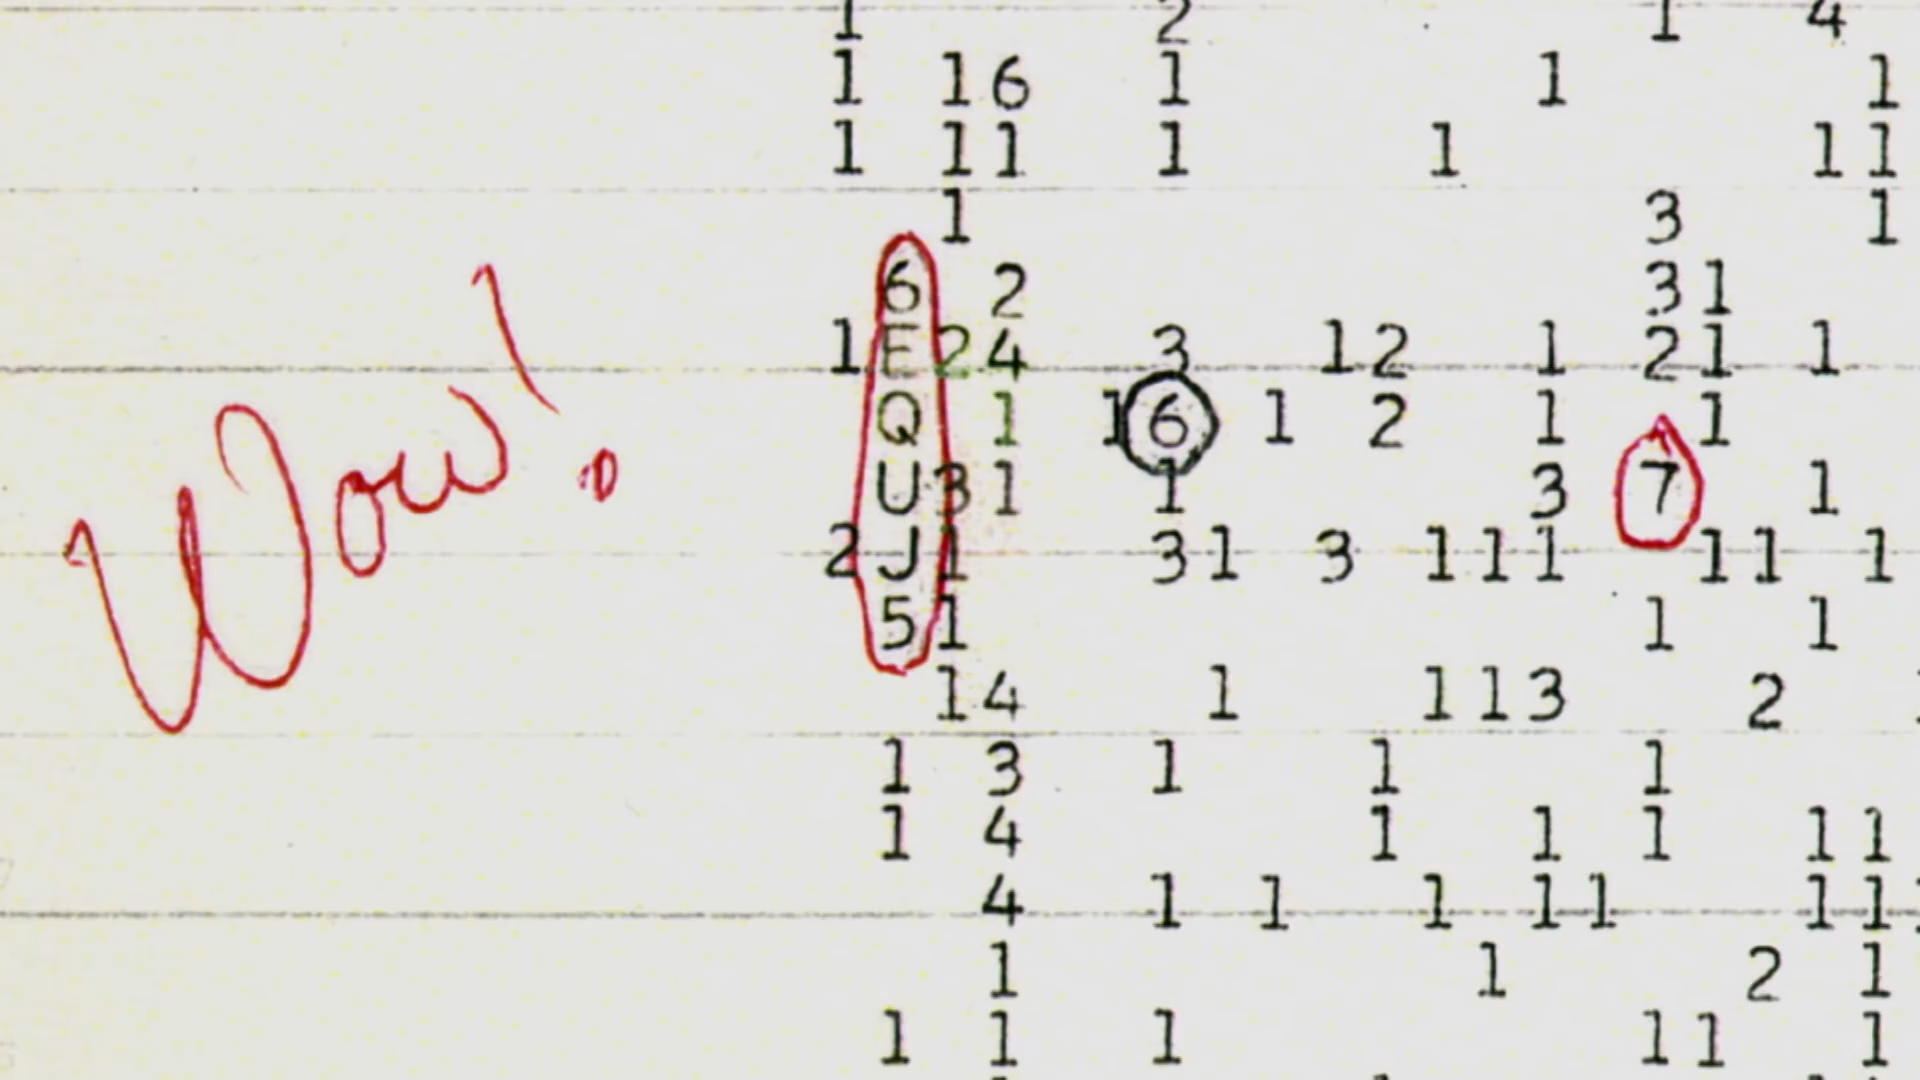 1 2 1 4
1 16 1 1 1
1 11 1 1 11
1 3 1
6 2 31
1E24 3 12 1 21 1
Q 1 16 1 2 1 1
U31 1 3 7 1
2J1 31 3 111 11 1
51 1 1
14 1 113 2
1 3 1 1 1
1 4 1 1 1 11
4 1 1 1 11 11
1 1 2 1
1 1 1 11 1
Wow!